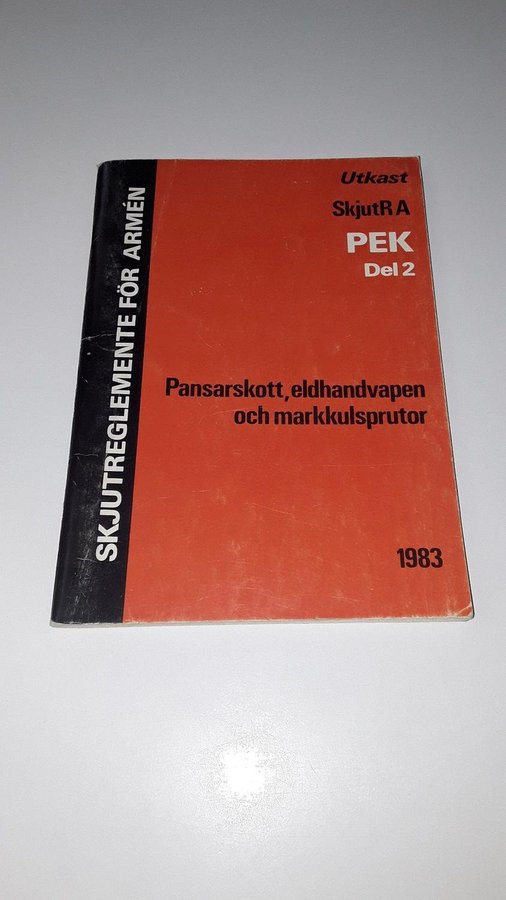 SKJUTREGLEMENTE FÖR ARMÉN
Utkast
SkjutR A
PEK
Del 2
Pansarskott, eldhandvapen
och markkulsprutor
1983